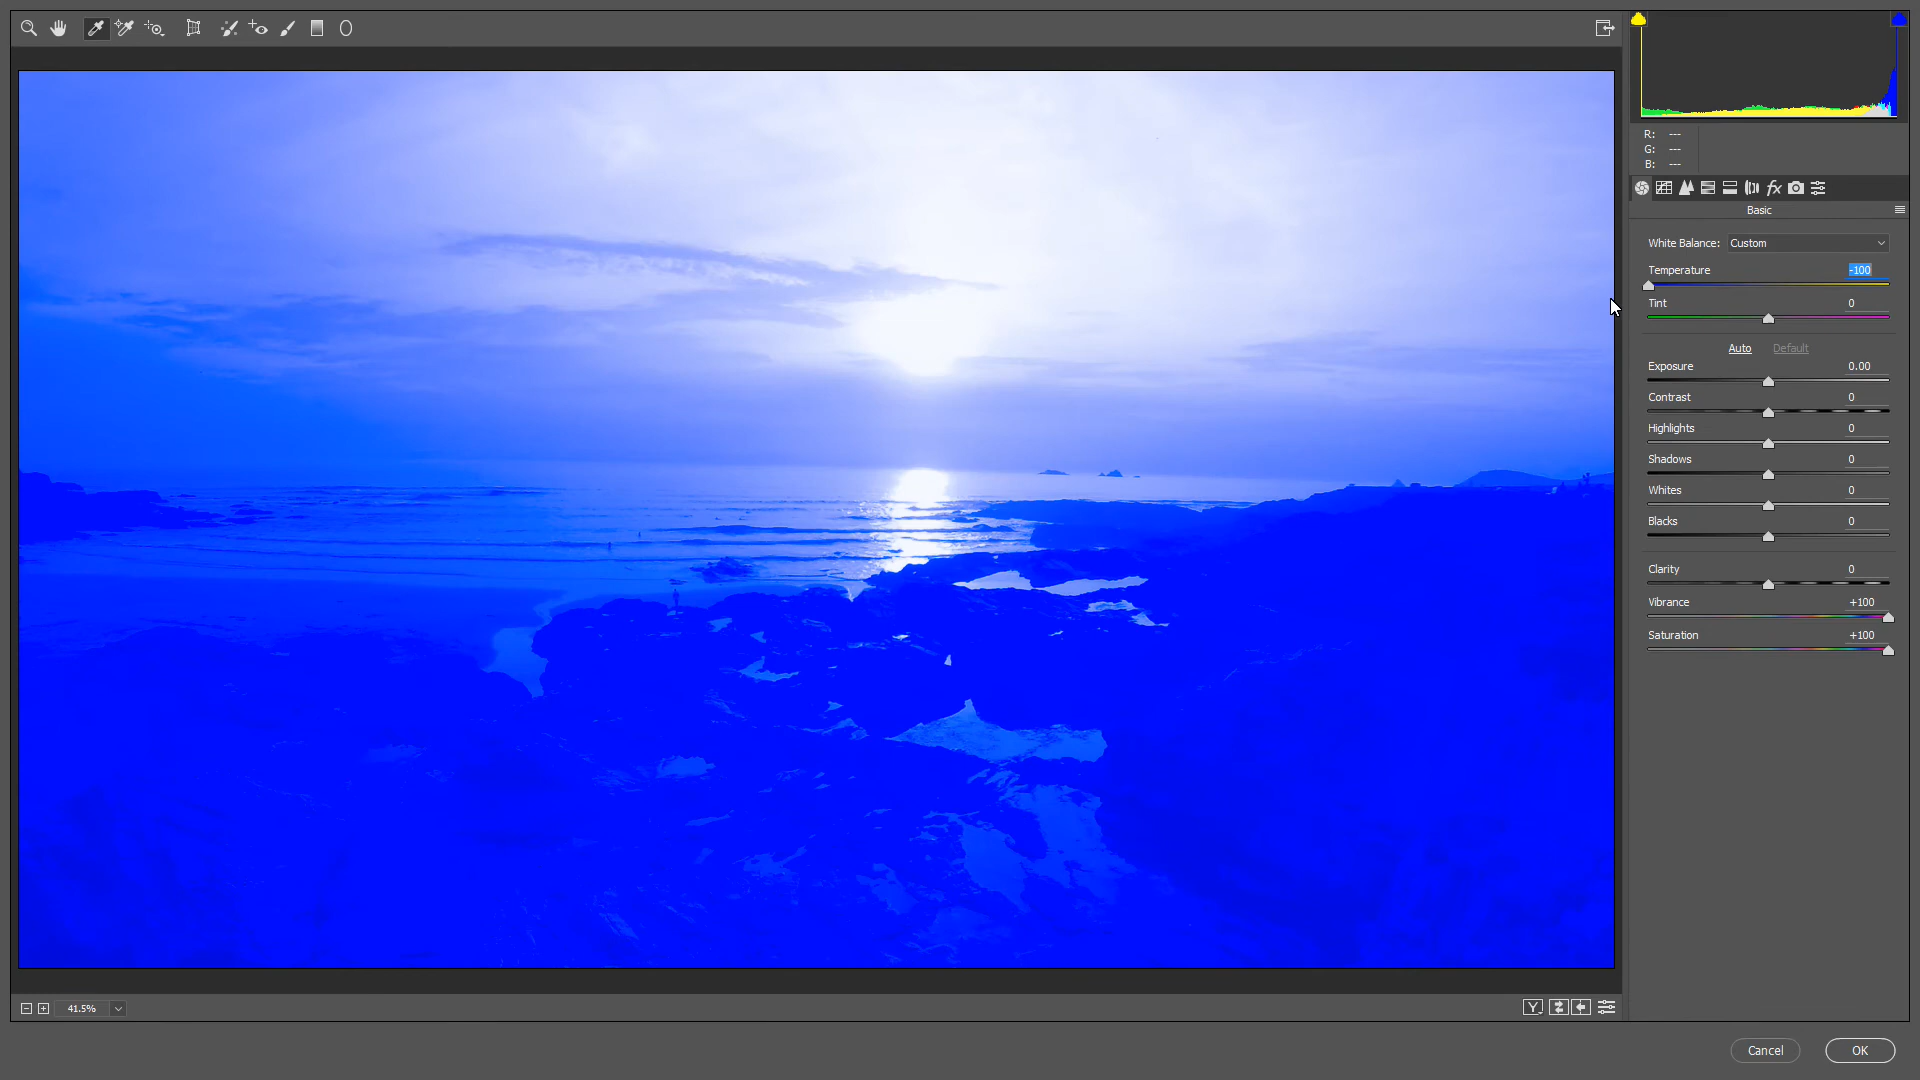 R: ---
G: ---
B: ---
fx
Basic
White Balance: Custom
Temperature -100
Tint 0
Auto Default
Exposure 0.00
Contrast 0
Highlights 0
Shadows 0
Whites 0
Blacks 0
Clarity 0
Vibrance +100
Saturation +100
41.5% Y
Cancel OK